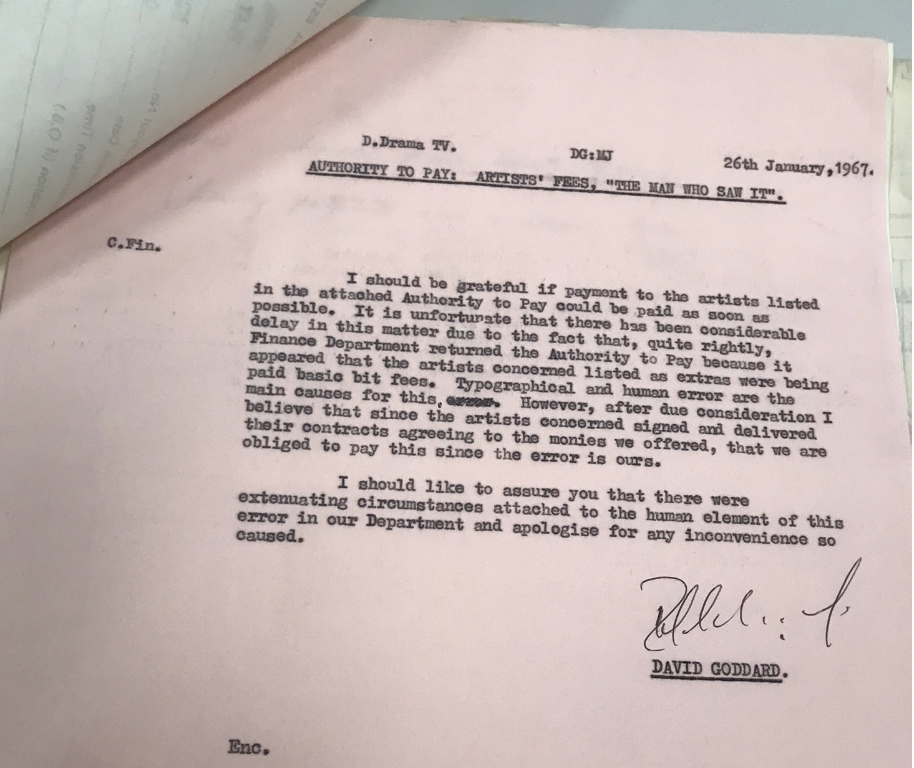 D.Drama TV. DG:MJ 26th January,1967.
AUTHORITY TO PAY: ARTISTS' FEES, "THE MAN WHO SAW IT".
C.Fin.
I should be grateful if payment to the artists listed
in the attached Authority to Pay could be paid as soon as
possible. It is unfortunate that there has been considerable
delay in this matter due to the fact that, quite rightly,
Finance Department returned the Authority to Pay because it
appeared that the artists concerned listed as extras were being
paid basic bit fees. Typographical and human error are the
main causes for this. However, after due consideration I
believe that since the artists concerned signed and delivered
their contracts agreeing to the monies we offered, that we are
obliged to pay this since the error is ours.
I should like to assure you that there were
extenuating circumstances attached to the human element of this
error in our Department and apologise for any inconvenience so
caused.
DAVID GODDARD.
Enc.